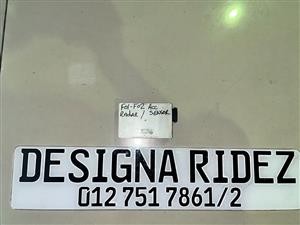 F01-F02 Acc
Radar / SENSOR
DESIGNA RIDEZ
012 751 7861/2